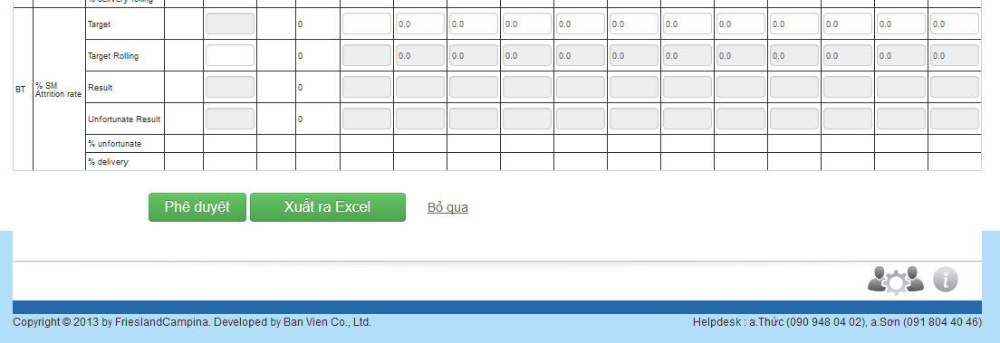 % delivery rolling
Target 0 0.0 0.0 0.0 0.0 0.0 0.0 0.0 0.0 0.0 0.0 0.0
Target Rolling 0 0.0 0.0 0.0 0.0 0.0 0.0 0.0 0.0 0.0 0.0 0.0
BT
% SM
Attrition rate
Result 0
Unfortunate Result 0
% unfortunate
% delivery
Phê duyệt Xuất ra Excel Bỏ qua
i
Copyright © 2013 by FrieslandCampina. Developed by Ban Vien Co., Ltd. Helpdesk : a.Thức (090 948 04 02), a.Sơn (091 804 40 46)